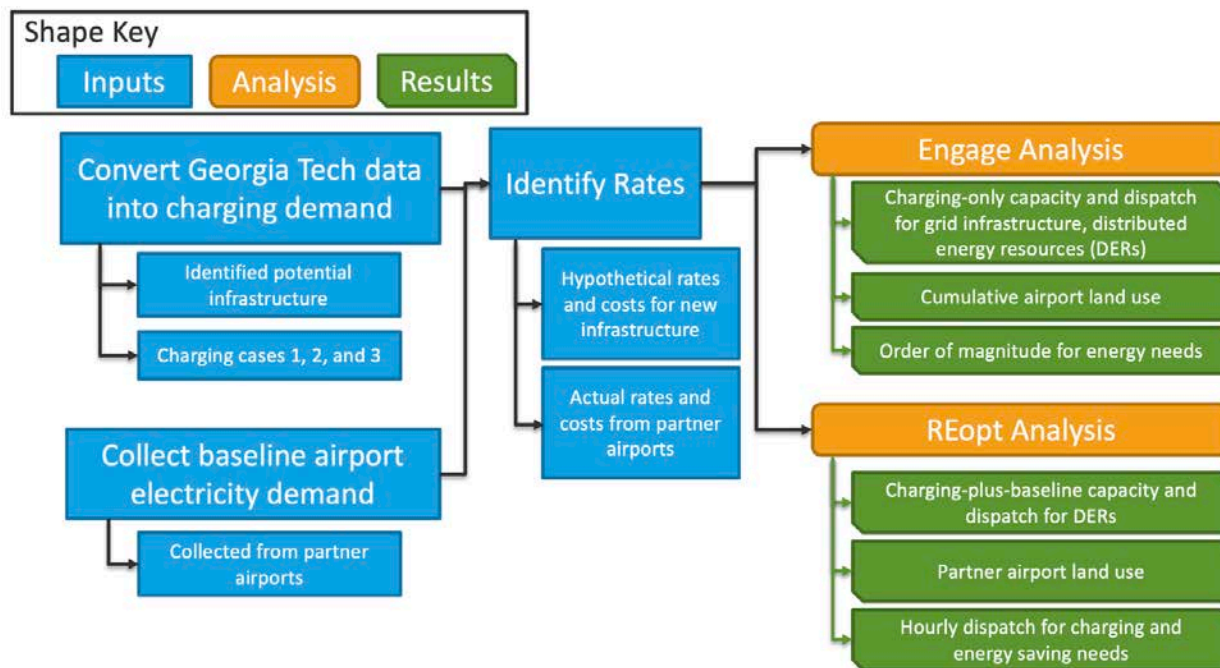 Shape Key
Inputs
Analysis
Results
Convert Georgia Tech data
into charging demand
Identified potential
infrastructure
Charging cases 1, 2, and 3
Collect baseline airport
electricity demand
Collected from partner
airports
Identify Rates
Hypothetical rates
and costs for new
infrastructure
Actual rates and
costs from partner
airports
Engage Analysis
Charging-only capacity and dispatch
for grid infrastructure, distributed
energy resources (DERs)
Cumulative airport land use
Order of magnitude for energy needs
REopt Analysis
Charging-plus-baseline capacity and
dispatch for DERs
Partner airport land use
Hourly dispatch for charging and
energy saving needs